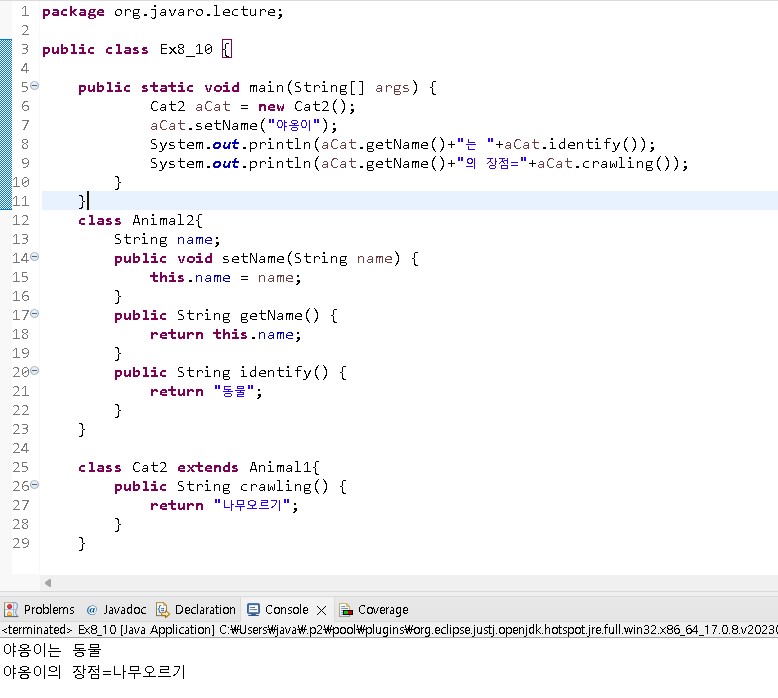 1 package org.javaro.lecture;
2
3 public class Ex8_10 {
4
5 public static void main(String[] args) {
6 Cat2 aCat = new Cat2();
7 aCat.setName("야옹이");
8 System.out.println(aCat.getName()+"는 "+aCat.identify());
9 System.out.println(aCat.getName()+"의 장점="+aCat.crawling());
10 }
11 }
12 class Animal2{
13 String name;
14 public void setName(String name) {
15 this.name = name;
16 }
17 public String getName() {
18 return this.name;
19 }
20 public String identify() {
21 return "동물";
22 }
23 }
24
25 class Cat2 extends Animal1{
26 public String crawling() {
27 return "나무오르기";
28 }
29 }
Problems @ Javadoc Declaration Console Coverage
<terminated> Ex8_10 [Java Application] C:₩Users₩java₩.p2₩pool₩plugins₩org.eclipse.justj.openjdk.hotspot.jre.full.win32.x86_64_17.0.8.v2023
야옹이는 동물
야옹이의 장점=나무오르기